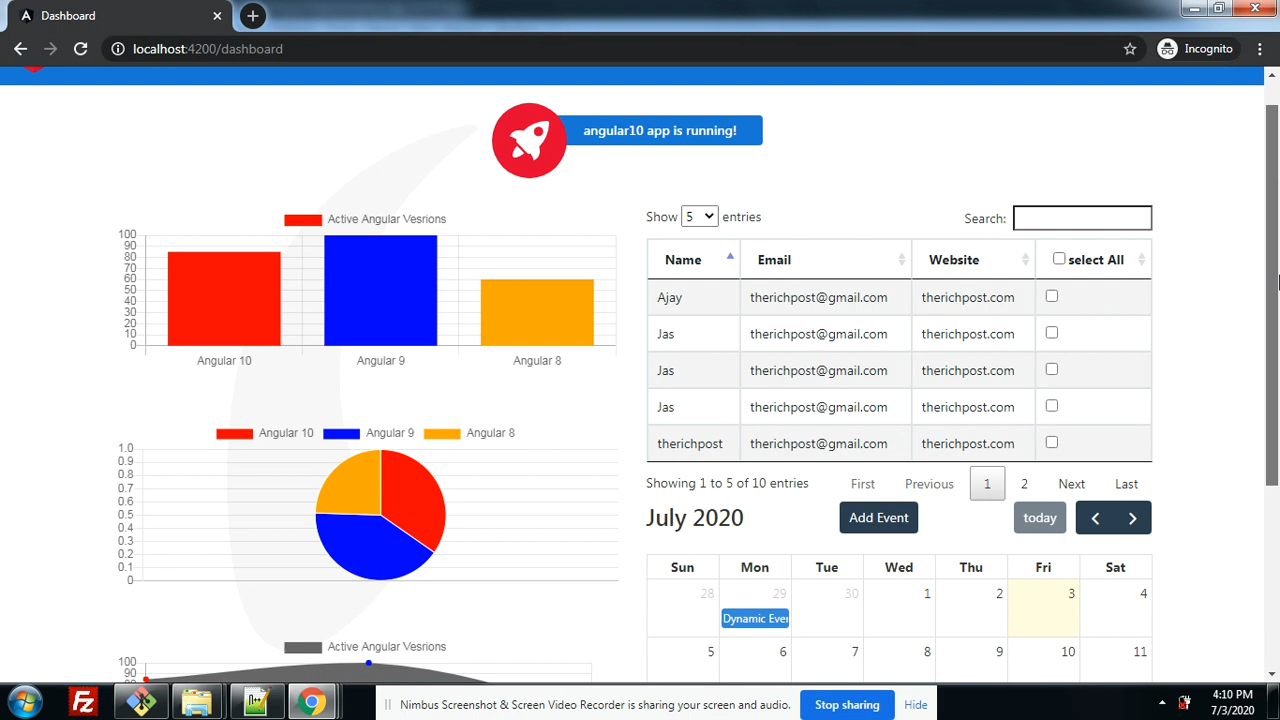 Dashboard
localhost:4200/dashboard
Incognito
angular10 app is running!
Active Angular Vesrions
100
90
80
70
60
50
40
30
20
10
0
Angular 10 Angular 9 Angular 8
Angular 10 Angular 9 Angular 8
1.0
0.9
0.8
0.7
0.6
0.5
0.4
0.3
0.2
0.1
0
Active Angular Vesrions
100
90
Show 5 entries
Search:
Name Email Website select All
Ajay therichpost@gmail.com therichpost.com
Jas therichpost@gmail.com therichpost.com
Jas therichpost@gmail.com therichpost.com
Jas therichpost@gmail.com therichpost.com
therichpost therichpost@gmail.com therichpost.com
Showing 1 to 5 of 10 entries First Previous 1 2 Next Last
July 2020 Add Event today
Sun Mon Tue Wed Thu Fri Sat
28 29 30 1 2 3 4
Dynamic Eve
5 6 7 8 9 10 11
Nimbus Screenshot & Screen Video Recorder is sharing your screen and audio. Stop sharing Hide
4:10 PM
7/3/2020